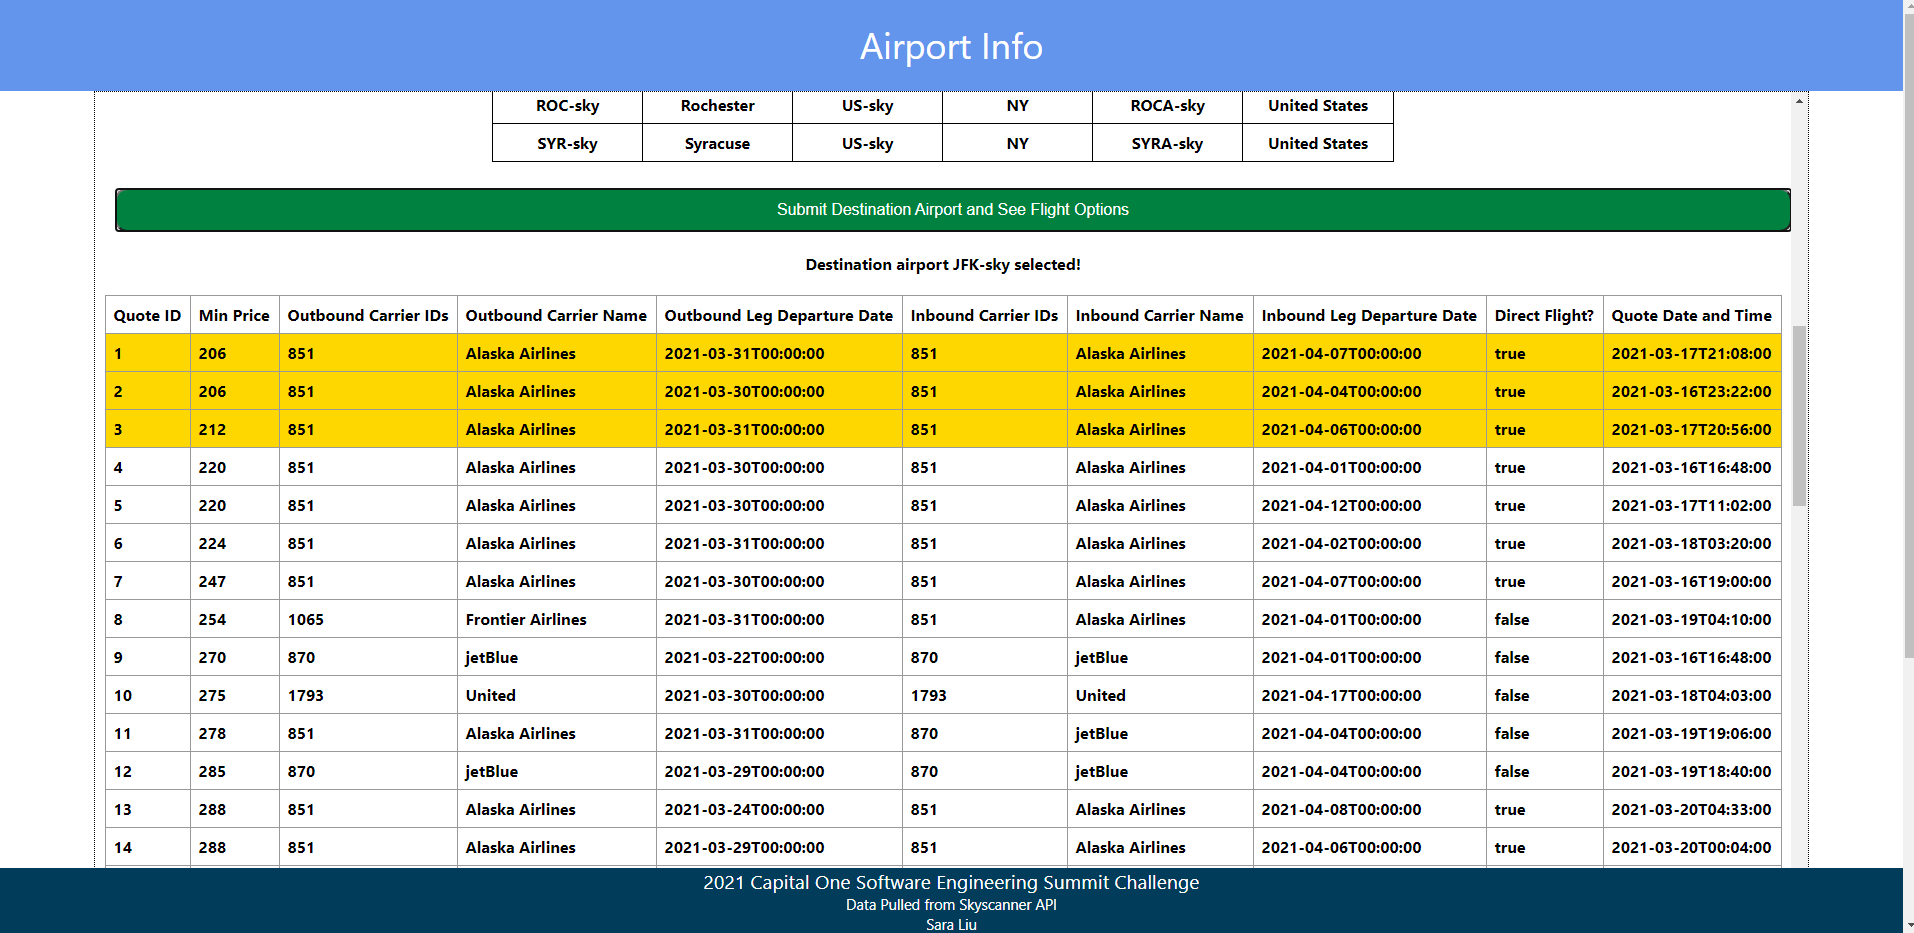 Airport Info
ROC-sky Rochester US-sky NY ROCA-sky United States
SYR-sky Syracuse US-sky NY SYRA-sky United States
Submit Destination Airport and See Flight Options
Destination airport JFK-sky selected!
Quote ID Min Price Outbound Carrier IDs Outbound Carrier Name Outbound Leg Departure Date Inbound Carrier IDs Inbound Carrier Name Inbound Leg Departure Date Direct Flight? Quote Date and Time
1 206 851 Alaska Airlines 2021-03-31T00:00:00 851 Alaska Airlines 2021-04-07T00:00:00 true 2021-03-17T21:08:00
2 206 851 Alaska Airlines 2021-03-30T00:00:00 851 Alaska Airlines 2021-04-04T00:00:00 true 2021-03-16T23:22:00
3 212 851 Alaska Airlines 2021-03-31T00:00:00 851 Alaska Airlines 2021-04-06T00:00:00 true 2021-03-17T20:56:00
4 220 851 Alaska Airlines 2021-03-30T00:00:00 851 Alaska Airlines 2021-04-01T00:00:00 true 2021-03-16T16:48:00
5 220 851 Alaska Airlines 2021-03-30T00:00:00 851 Alaska Airlines 2021-04-12T00:00:00 true 2021-03-17T11:02:00
6 224 851 Alaska Airlines 2021-03-31T00:00:00 851 Alaska Airlines 2021-04-02T00:00:00 true 2021-03-18T03:20:00
7 247 851 Alaska Airlines 2021-03-30T00:00:00 851 Alaska Airlines 2021-04-07T00:00:00 true 2021-03-16T19:00:00
8 254 1065 Frontier Airlines 2021-03-31T00:00:00 851 Alaska Airlines 2021-04-01T00:00:00 false 2021-03-19T04:10:00
9 270 870 jetBlue 2021-03-22T00:00:00 870 jetBlue 2021-04-01T00:00:00 false 2021-03-16T16:48:00
10 275 1793 United 2021-03-30T00:00:00 1793 United 2021-04-17T00:00:00 false 2021-03-18T04:03:00
11 278 851 Alaska Airlines 2021-03-31T00:00:00 870 jetBlue 2021-04-04T00:00:00 false 2021-03-19T19:06:00
12 285 870 jetBlue 2021-03-29T00:00:00 870 jetBlue 2021-04-04T00:00:00 false 2021-03-19T18:40:00
13 288 851 Alaska Airlines 2021-03-24T00:00:00 851 Alaska Airlines 2021-04-08T00:00:00 true 2021-03-20T04:33:00
14 288 851 Alaska Airlines 2021-03-29T00:00:00 851 Alaska Airlines 2021-04-06T00:00:00 true 2021-03-20T00:04:00
2021 Capital One Software Engineering Summit Challenge
Data Pulled from Skyscanner API
Sara Liu